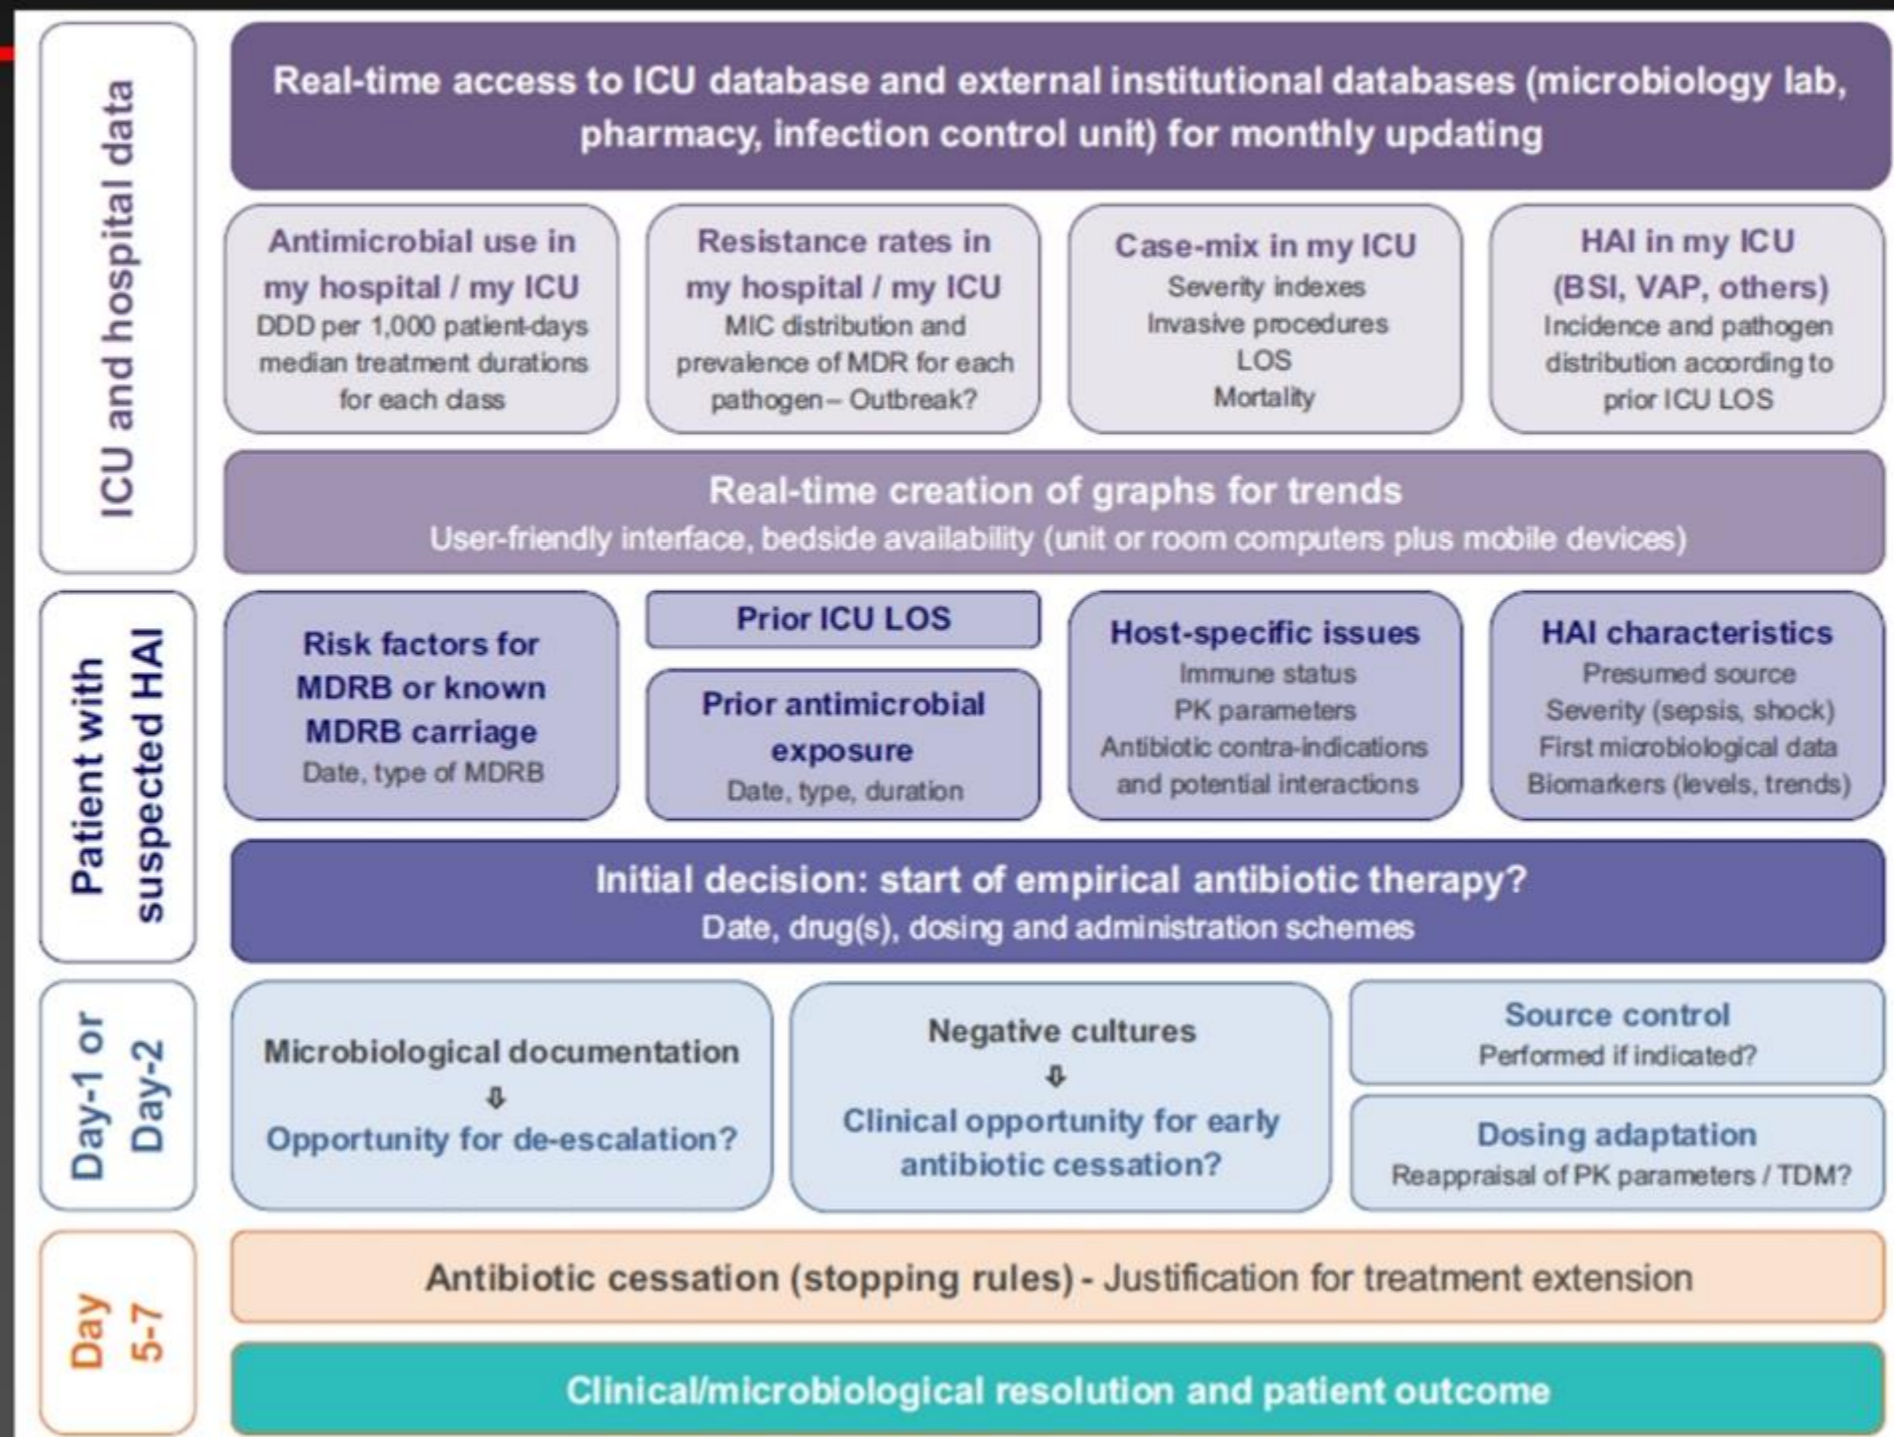 ICU and hospital data
Real-time access to ICU database and external institutional databases (microbiology lab,
pharmacy, infection control unit) for monthly updating
Antimicrobial use in
my hospital / my ICU
DDD per 1,000 patient-days
median treatment durations
for each class
Resistance rates in
my hospital / my ICU
MIC distribution and
prevalence of MDR for each
pathogen– Outbreak?
Case-mix in my ICU
Severity indexes
Invasive procedures
LOS
Mortality
HAI in my ICU
(BSI, VAP, others)
Incidence and pathogen
distribution according to
prior ICU LOS
Real-time creation of graphs for trends
User-friendly interface, bedside availability (unit or room computers plus mobile devices)
Patient with
suspected HAI
Risk factors for
MDRB or known
MDRB carriage
Date, type of MDRB
Prior ICU LOS
Prior antimicrobial
exposure
Date, type, duration
Host-specific issues
Immune status
PK parameters
Antibiotic contra-indications
and potential interactions
HAI characteristics
Presumed source
Severity (sepsis, shock)
First microbiological data
Biomarkers (levels, trends)
Initial decision: start of empirical antibiotic therapy?
Date, drug(s), dosing and administration schemes
Day-1 or
Day-2
Microbiological documentation
⇩
Opportunity for de-escalation?
Negative cultures
⇩
Clinical opportunity for early
antibiotic cessation?
Source control
Performed if indicated?
Dosing adaptation
Reappraisal of PK parameters / TDM?
Day
5-7
Antibiotic cessation (stopping rules) - Justification for treatment extension
Clinical/microbiological resolution and patient outcome